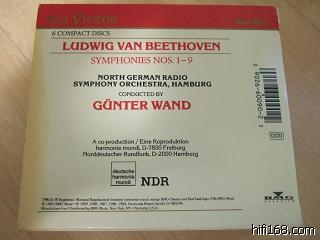 RCA VICTOR
Red Seal
6 COMPACT DISCS
LUDWIG VAN BEETHOVEN
SYMPHONIES NOS. 1-9
NORTH GERMAN RADIO
SYMPHONY ORCHESTRA, HAMBURG
CONDUCTED BY
GÜNTER WAND
A co-production / Eine Koproduktion
harmonia mundi, D-7800 Freiburg
Norddeutscher Rundfunk, D-2000 Hamburg
deutsche
harmonia
mundi
NDR
BMG
DDD
hifi168.com